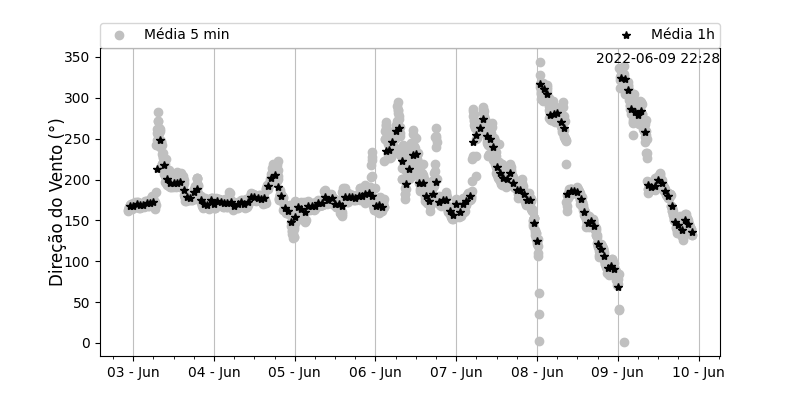 Média 5 min
Média 1h
2022-06-09 22:28
Direção do Vento (°)
350
300
250
200
150
100
50
0
03 - Jun
04 - Jun
05 - Jun
06 - Jun
07 - Jun
08 - Jun
09 - Jun
10 - Jun